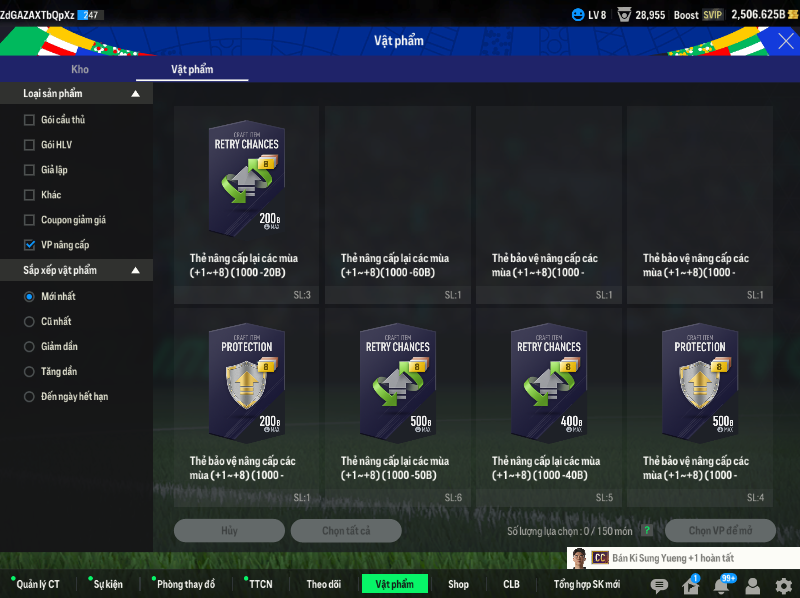 ZdGAZAXTbQpXz 247
LV 8 28,955 Boost SVIP 2,506.625B
Vật phẩm
Kho Vật phẩm
Loại sản phẩm
Gói cầu thủ
Gói HLV
Giả lập
Khác
Coupon giảm giá
VP nâng cấp
Sắp xếp vật phẩm
Mới nhất
Cũ nhất
Giảm dần
Tăng dần
Đến ngày hết hạn
CRAFT ITEM
RETRY CHANCES
8
200B
MAX
Thẻ nâng cấp lại các mùa
(+1~+8) (1000 -20B)
SL:3
Thẻ nâng cấp lại các mùa
(+1~+8) (1000 -60B)
SL:1
Thẻ bảo vệ nâng cấp các
mùa (+1~+8)(1000 -
SL:1
Thẻ bảo vệ nâng cấp các
mùa (+1~+8)(1000 -
SL:1
CRAFT ITEM
PROTECTION
8
200B
MAX
Thẻ bảo vệ nâng cấp các
mùa (+1~+8) (1000 -
SL:1
CRAFT ITEM
RETRY CHANCES
8
500B
MAX
Thẻ nâng cấp lại các mùa
(+1~+8) (1000 -50B)
SL:6
CRAFT ITEM
RETRY CHANCES
8
400B
MAX
Thẻ nâng cấp lại các mùa
(+1~+8) (1000 -40B)
SL:5
CRAFT ITEM
PROTECTION
8
500B
MAX
Thẻ bảo vệ nâng cấp các
mùa (+1~+8) (1000 -
SL:4
Hủy Chọn tất cả Số lượng lựa chọn : 0 / 150 món ? Chọn VP để mở
CC Bán Ki Sung Yueng +1 hoàn tất
Quản lý CT Sự kiện Phòng thay đồ TTCN Theo dõi Vật phẩm Shop CLB Tổng hợp SK mới 1 99+